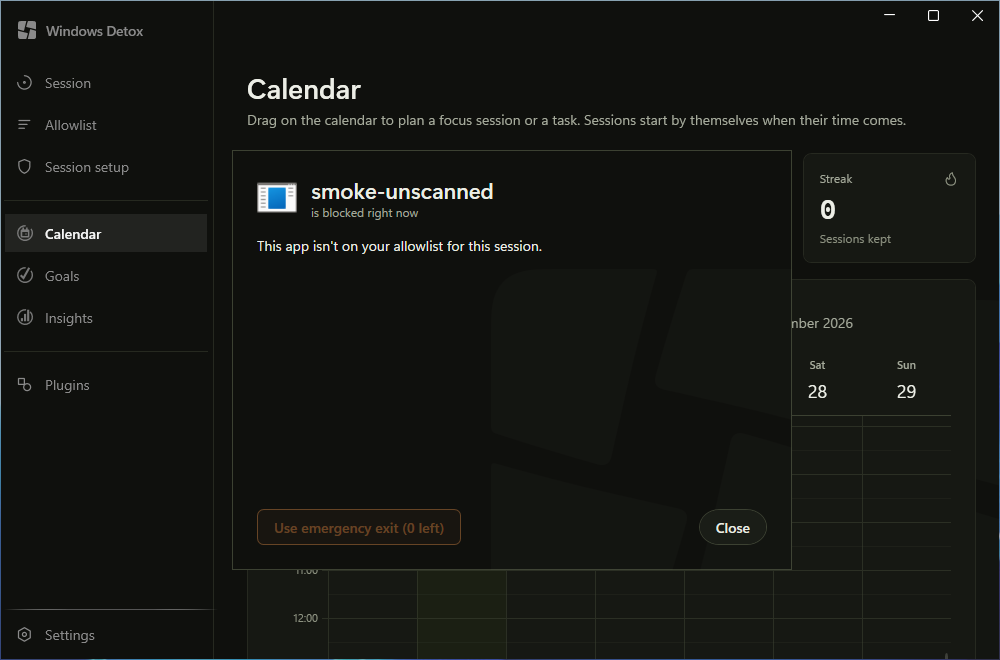 Windows Detox
Session
Allowlist
Session setup
Calendar
Goals
Insights
Plugins
Settings
Calendar
Drag on the calendar to plan a focus session or a task. Sessions start by themselves when their time comes.
smoke-unscanned
is blocked right now
This app isn't on your allowlist for this session.
Use emergency exit (0 left)
Close
Streak
0
Sessions kept
mber 2026
Sat
28
Sun
29
11:00
12:00